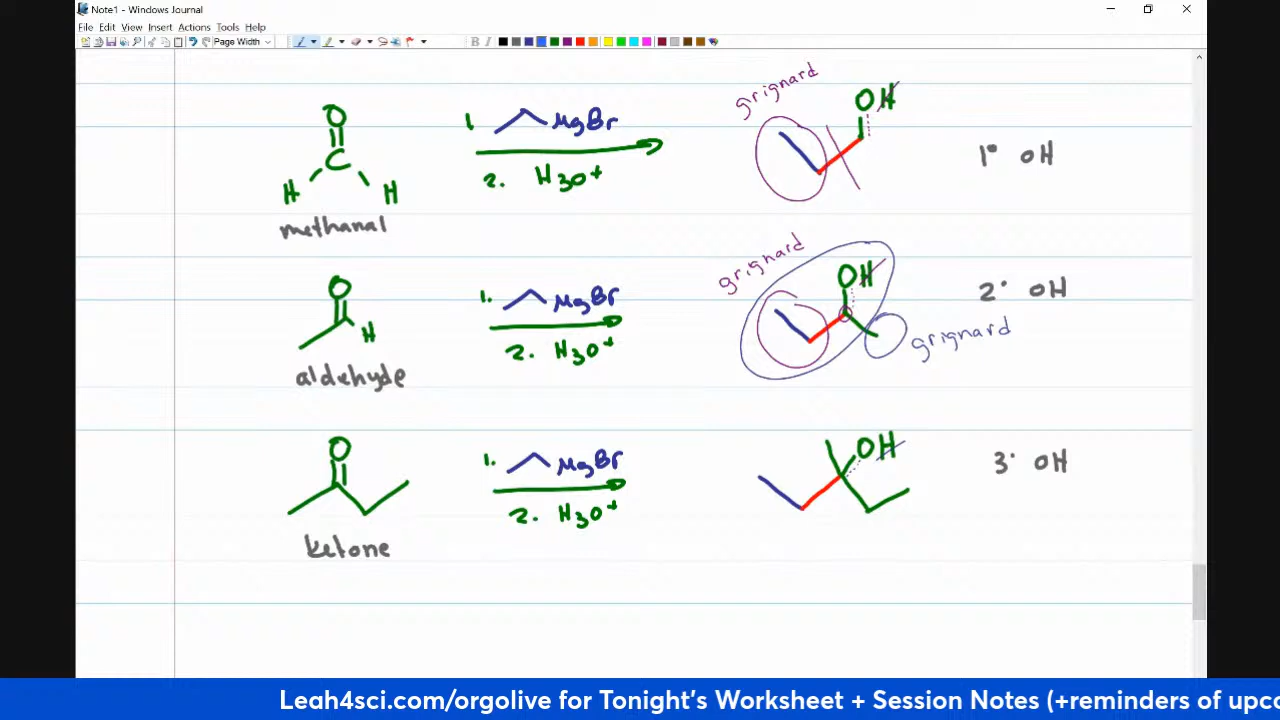 Note1 - Windows Journal
File Edit View Insert Actions Tools Help
Page Width
B I
grignard
O
C
H H
methanal
1. MgBr
2. H3O+
OH
1° OH
grignard
O
H
aldehyde
1. MgBr
2. H3O+
OH
grignard
2° OH
O
ketone
1. MgBr
2. H3O+
OH
3° OH
Leah4sci.com/orgolive for Tonight's Worksheet + Session Notes (+reminders of upco